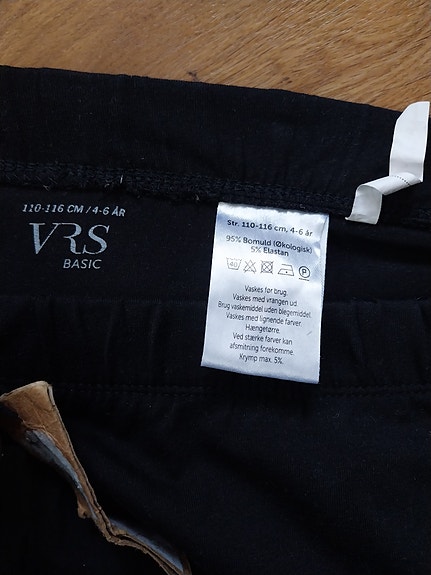 110-116 CM / 4-6 ÅR
VRS
BASIC
Str. 110-116 cm, 4-6 år
95% Bomuld (Økologisk)
5% Elastan
40
P
Vaskes før brug.
Vaskes med vrangen ud.
Brug vaskemiddel uden blegemiddel.
Vaskes med lignende farver.
Hængetørre.
Ved stærke farver kan
afsmitning forekomme.
Krymp max. 5%.